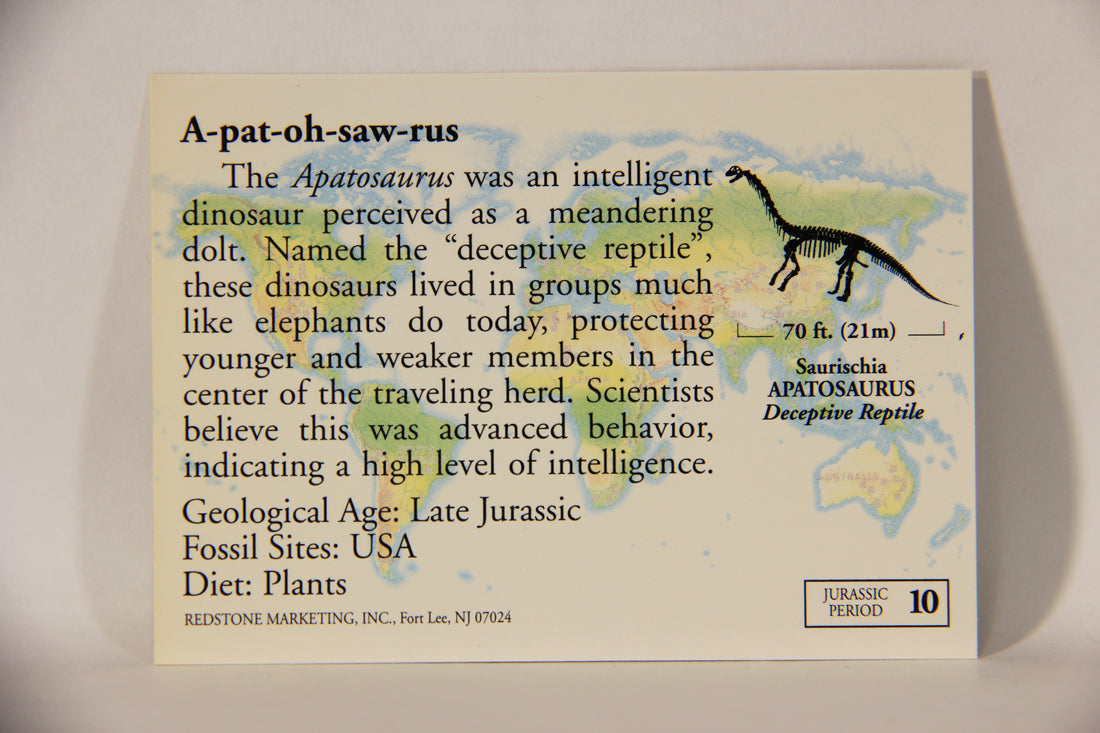 A-pat-oh-saw-rus
The Apatosaurus was an intelligent
dinosaur perceived as a meandering
dolt. Named the “deceptive reptile”,
these dinosaurs lived in groups much
like elephants do today, protecting
younger and weaker members in the
center of the traveling herd. Scientists
believe this was advanced behavior,
indicating a high level of intelligence.
Geological Age: Late Jurassic
Fossil Sites: USA
Diet: Plants
REDSTONE MARKETING, INC., Fort Lee, NJ 07024
70 ft. (21m)
Saurischia
APATOSAURUS
Deceptive Reptile
AUSTRALIA
JURASSIC
PERIOD 10